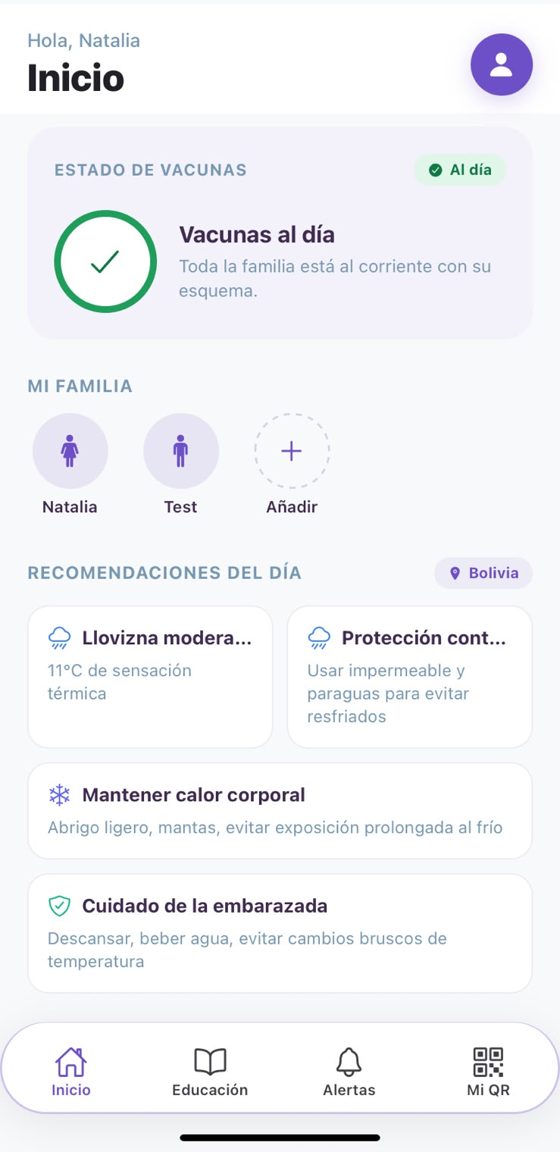 Hola, Natalia
Inicio
ESTADO DE VACUNAS
Al día
Vacunas al día
Toda la familia está al corriente con su
esquema.
MI FAMILIA
Natalia
Test
Añadir
RECOMENDACIONES DEL DÍA
Bolivia
Llovizna modera...
11°C de sensación
térmica
Protección cont...
Usar impermeable y
paraguas para evitar
resfriados
Mantener calor corporal
Abrigo ligero, mantas, evitar exposición prolongada al frío
Cuidado de la embarazada
Descansar, beber agua, evitar cambios bruscos de
temperatura
Inicio
Educación
Alertas
Mi QR